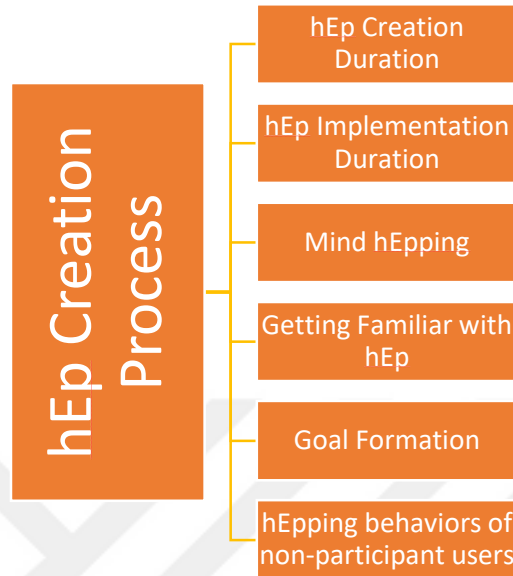 hEp Creation
Process
hEp Creation
Duration
hEp Implementation
Duration
Mind hEpping
Getting Familiar with
hEp
Goal Formation
hEpping behaviors of
non-participant users